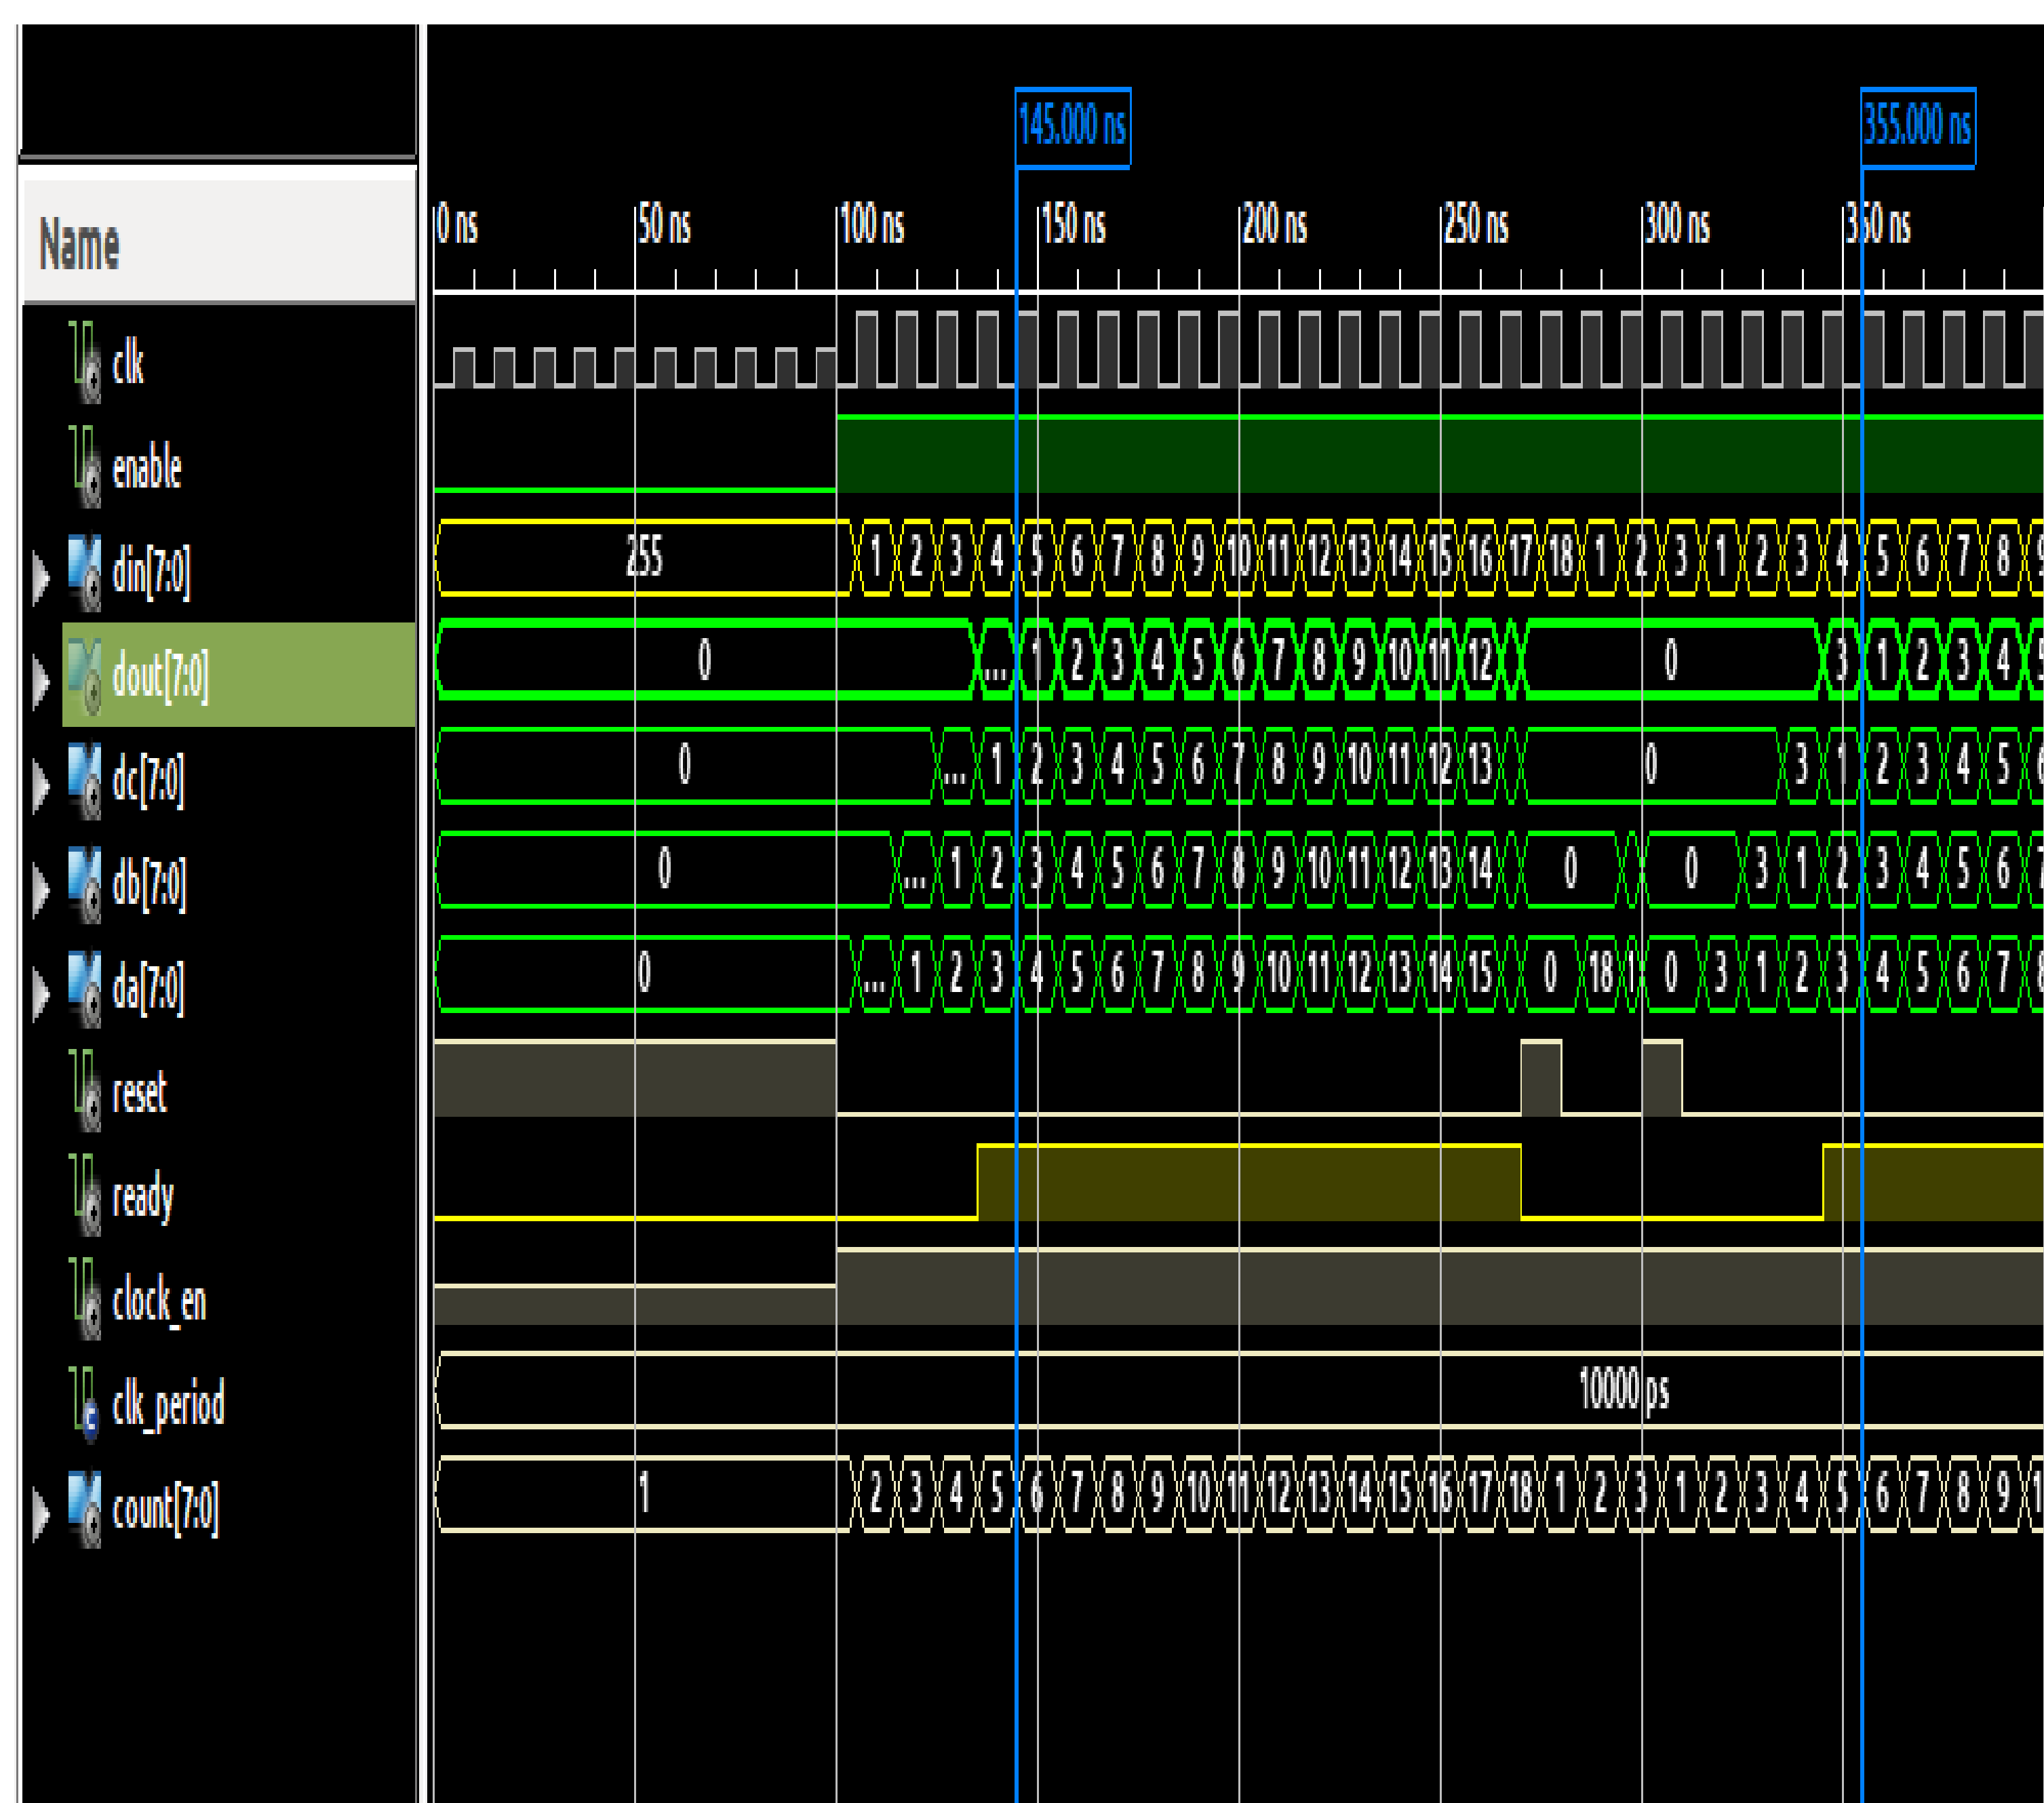 145.000 ns 355.000 ns
Name 0 ns 50 ns 100 ns 150 ns 200 ns 250 ns 300 ns 350 ns
clk
enable
din[7:0] 255 1 2 3 4 5 6 7 8 9 10 11 12 13 14 15 16 17 18 1 2 3 1 2 3 4 5 6 7 8
dout[7:0] 0 ... 1 2 3 4 5 6 7 8 9 10 11 12 0 3 1 2 3 4
dc[7:0] 0 ... 1 2 3 4 5 6 7 8 9 10 11 12 13 0 3 1 2 3 4 5
db[7:0] 0 ... 1 2 3 4 5 6 7 8 9 10 11 12 13 14 0 0 3 1 2 3 4 5 6
da[7:0] 0 ... 1 2 3 4 5 6 7 8 9 10 11 12 13 14 15 0 18 1 0 3 1 2 3 4 5 6 7
reset
ready
clock_en
clk_period 10000 ps
count[7:0] 1 2 3 4 5 6 7 8 9 10 11 12 13 14 15 16 17 18 1 2 3 1 2 3 4 5 6 7 8 9